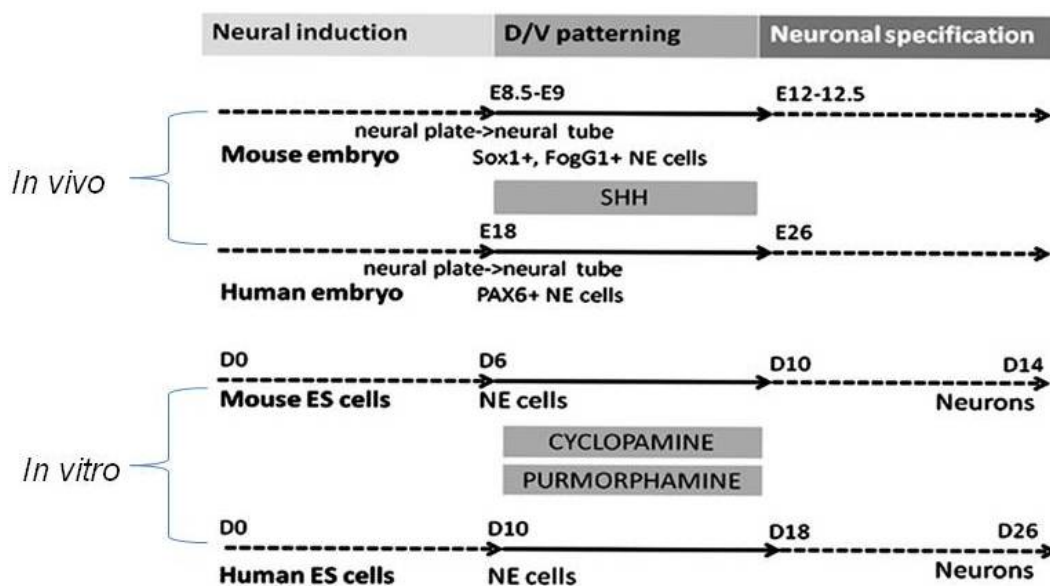 Neural induction D/V patterning Neuronal specification
E8.5-E9 E12-12.5
neural plate->neural tube
Mouse embryo Sox1+, FogG1+ NE cells
In vivo
SHH
E18 E26
neural plate->neural tube
Human embryo PAX6+ NE cells
D0 D6 D10 D14
Mouse ES cells NE cells Neurons
CYCLOPAMINE
In vitro
PURMORPHAMINE
D0 D10 D18 D26
Human ES cells NE cells Neurons